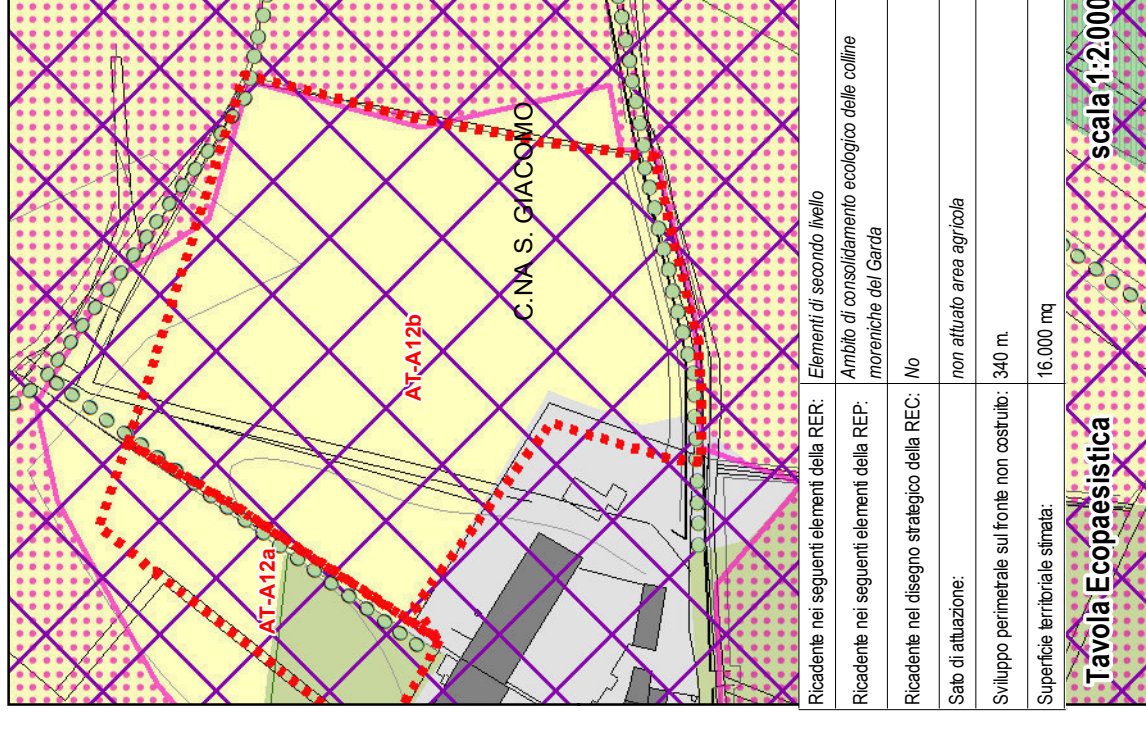 AT-A12a
AT-A12b
C.NA S. GIACOMO
Ricadente nei seguenti elementi della RER: Elementi di secondo livello
Ricadente nei seguenti elementi della REP: Ambito di consolidamento ecologico delle colline
moreniche del Garda
Ricadente nel disegno strategico della REC: No
Sato di attuazione: non attuato area agricola
Sviluppo perimetrale sul fronte non costruito: 340 m.
Superficie territoriale stimata: 16.000 mq
Tavola Ecopaesistica scala 1:2.000